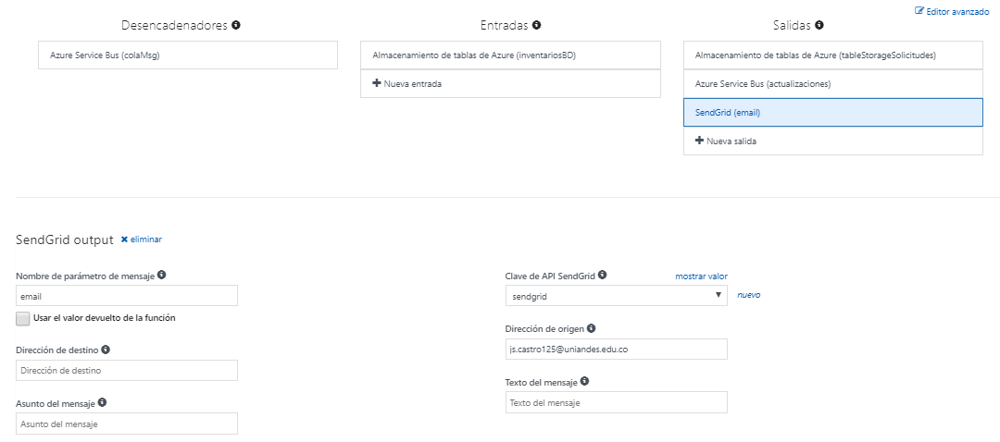 Editor avanzado
Desencadenadores
Entradas
Salidas
Azure Service Bus (colaMsg)
Almacenamiento de tablas de Azure (inventariosBD)
Nueva entrada
Almacenamiento de tablas de Azure (tableStorageSolicitudes)
Azure Service Bus (actualizaciones)
SendGrid (email)
Nueva salida
SendGrid output eliminar
Nombre de parámetro de mensaje
email
Usar el valor devuelto de la función
Dirección de destino
Dirección de destino
Asunto del mensaje
Asunto del mensaje
Clave de API SendGrid mostrar valor
sendgrid nuevo
Dirección de origen
js.castro125@uniandes.edu.co
Texto del mensaje
Texto del mensaje